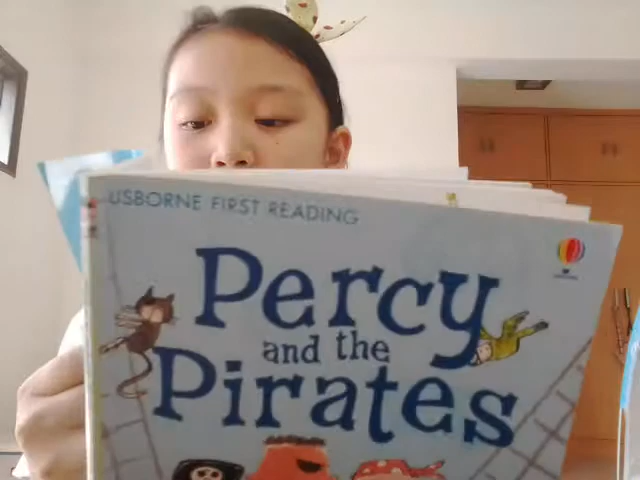 USBORNE FIRST READING
Percy
and the
Pirates